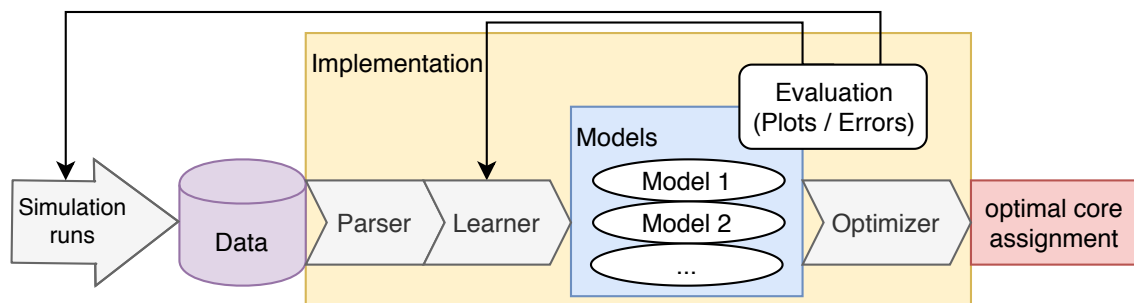 Implementation
Evaluation
(Plots / Errors)
Models
Simulation
runs
Data
Parser
Learner
Model 1
Model 2
...
Optimizer
optimal core
assignment